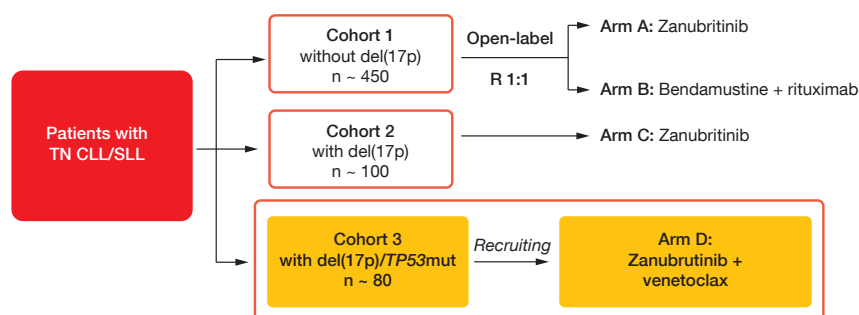 Patients with
TN CLL/SLL
Cohort 1
without del(17p)
n ~ 450
Open-label
R 1:1
Arm A: Zanubritinib
Arm B: Bendamustine + rituximab
Cohort 2
with del(17p)
n ~ 100
Arm C: Zanubritinib
Cohort 3
with del(17p)/TP53mut
n ~ 80
Recruiting
Arm D:
Zanubrutinib +
venetoclax